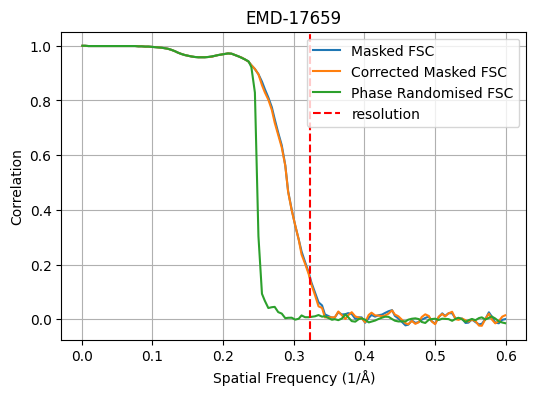 EMD-17659
Masked FSC
Corrected Masked FSC
Phase Randomised FSC
resolution
Correlation
1.0
0.8
0.6
0.4
0.2
0.0
0.0 0.1 0.2 0.3 0.4 0.5 0.6
Spatial Frequency (1/Å)